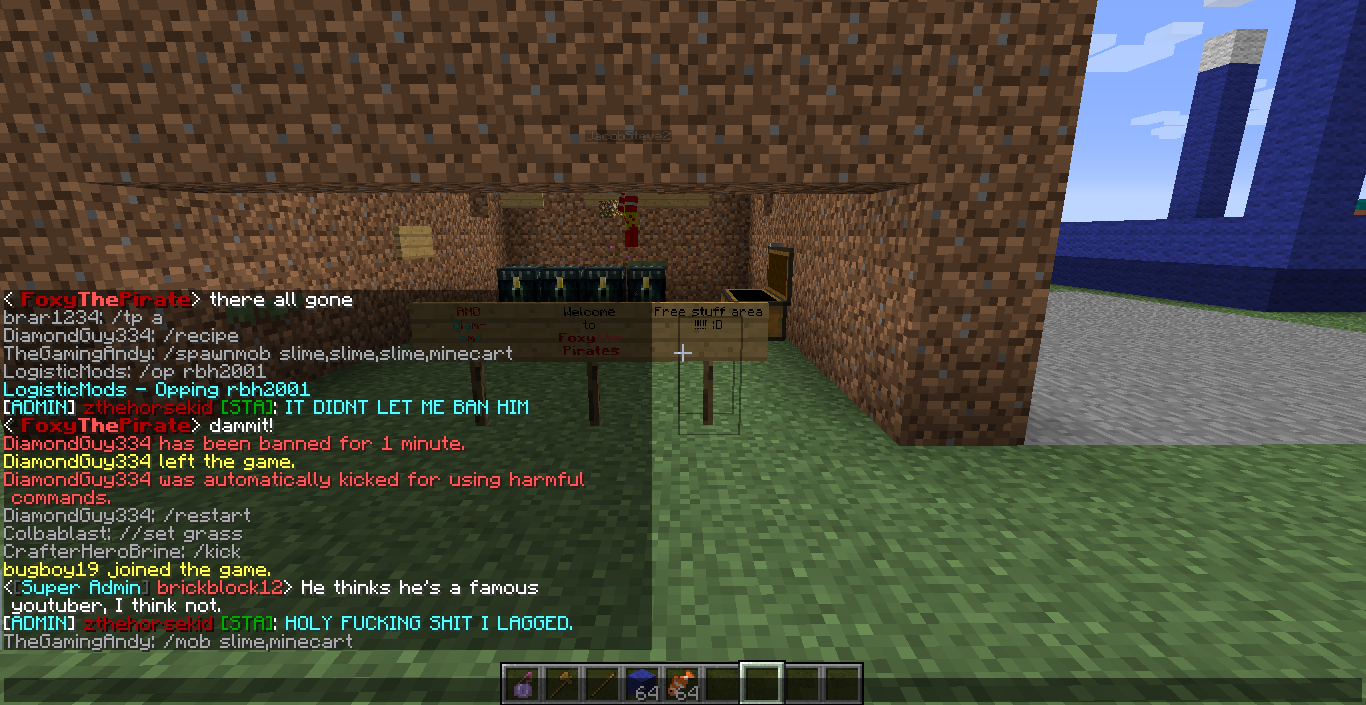 JacobSteve2
AMD
Diam-
Welcome
to
FoxyThe
Pirates
Free stuff area
!!!!! :D
< FoxyThePirate> there all gone
brar1234: /tp a
DiamondGuy334: /recipe
TheGamingAndy: /spawnmob slime,slime,slime,minecart
LogisticMods: /op rbh2001
LogisticMods - Opping rbh2001
[ADMIN] zthehorsekid [STA]: IT DIDNT LET ME BAN HIM
< FoxyThePirate> dammit!
DiamondGuy334 has been banned for 1 minute.
DiamondGuy334 left the game.
DiamondGuy334 was automatically kicked for using harmful
commands.
DiamondGuy334: /restart
Colbablast: //set grass
CrafterHeroBrine: /kick
bugboy19 joined the game.
<[Super Admin] brickblock12> He thinks he's a famous
youtuber, I think not.
[ADMIN] zthehorsekid [STA]: HOLY FUCKING SHIT I LAGGED.
TheGamingAndy: /mob slime,minecart
64
64